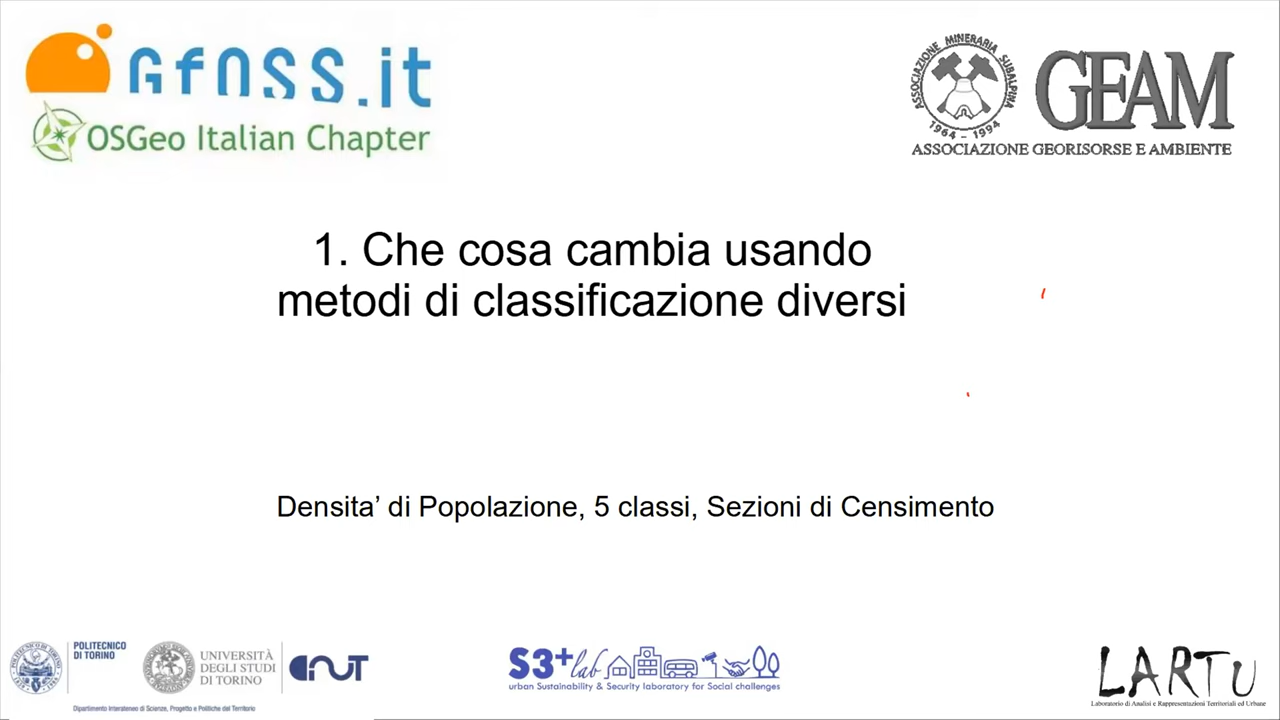 GFOSS.it
OSGeo Italian Chapter
ASSOCIAZIONE MINERARIA SUBALPINA
1964 - 1994
GEAM
ASSOCIAZIONE GEORISORSE E AMBIENTE
1. Che cosa cambia usando
metodi di classificazione diversi
Densita’ di Popolazione, 5 classi, Sezioni di Censimento
POLITECNICO
DI TORINO
UNIVERSITÀ
DEGLI STUDI
DI TORINO
Dipartimento Interateneo di Scienze, Progetto e Politiche del Territorio
S3+lab
urban Sustainability & Security laboratory for Social challenges
LARTU
Laboratorio di Analisi e Rappresentazioni Territoriali ed Urbane